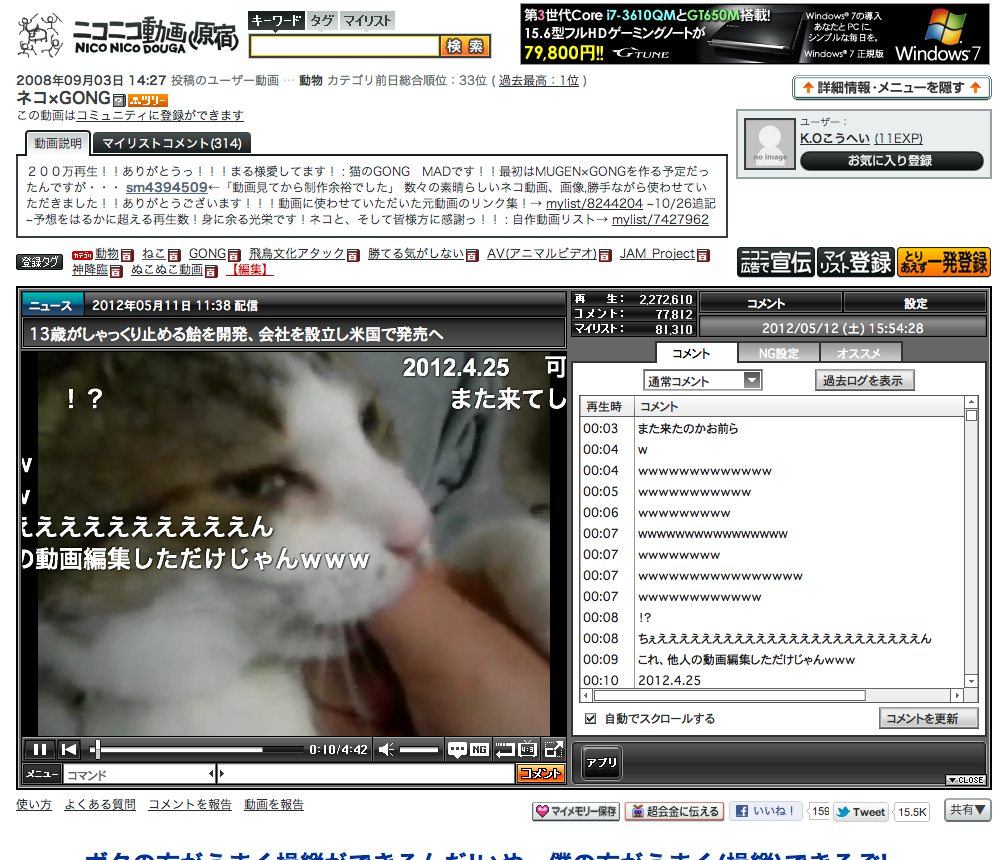 ニコニコ動画(原宿)
NICO NICO DOUGA
キーワード タグ マイリスト
検索
第3世代Core i7-3610QMとGT650M搭載!
15.6型フルHDゲーミングノートが
79,800円!! G-TUNE
Windows® 7の導入
あなたと PC に、
シンプルな毎日を。
Windows® 7 正規版
Windows® 7
2008年09月03日 14:27 投稿のユーザー動画 … 動物 カテゴリ前日総合順位：33位 ( 過去最高：1位 )
ネコ×GONG
この動画はコミュニティに登録ができます
↑ 詳細情報・メニューを隠す ↑
ユーザー：
K.Oこうへい (11EXP)
no image
お気に入り登録
動画説明 マイリストコメント(314)
２００万再生！！ありがとうっ！！！まる様愛してます！: 猫のGONG　MADです！！最初はMUGEN×GONGを作る予定だっ
たんですが・・・ sm4394509←「動画見てから制作余裕でした」 数々の素晴らしいネコ動画、画像,勝手ながら使わせてい
ただきました！！ありがとうございます！！！動画に使わせていただいた元動画のリンク集！→ mylist/8244204 ~10/26追記
~予想をはるかに超える再生数！身に余る光栄です！ネコと、そして皆様方に感謝っ！！: 自作動画リスト→ mylist/7427962
登録タグ カテゴリ 動物 ねこ GONG 飛鳥文化アタック 勝てる気がしない AV(アニマルビデオ) JAM Project
神降臨 ぬこぬこ動画 【編集】
ニコニコ広告で宣伝 マイリスト登録 とりあえず一発登録
ニュース 2012年05月11日 11:38 配信
13歳がしゃっくり止める飴を開発、会社を設立し米国で発売へ
再 生: 2,272,610
コメント: 77,812
マイリスト: 81,310
コメント 設定
2012/05/12 (土) 15:54:28
コメント NG設定 オススメ
通常コメント 過去ログを表示
再生時 コメント
00:03 また来たのかお前ら
00:04 w
00:04 wwwwwwwwwwwww
00:05 wwwwwwwwwww
00:06 wwwwwwwww
00:07 wwwwwwwwwwwwwwww
00:07 wwwwwwww
00:07 wwwwwwwwwwwwwwww
00:07 wwwwwwwwwwww
00:08 !?
00:08 ちぇえええええええええええええええええええええええええん
00:09 これ、他人の動画編集しただけじゃんwww
00:10 2012.4.25
自動でスクロールする コメントを更新
2012.4.25 可
！？ また来てし
w
w
えええええええええええん
の動画編集しただけじゃんｗｗｗ
0:10/4:42
NG
メニュー コマンド コメント
アプリ
▼CLOSE
使い方 よくある質問 コメントを報告 動画を報告
マイメモリー保存 超会金に伝える いいね！ 159 Tweet 15.5K 共有▼